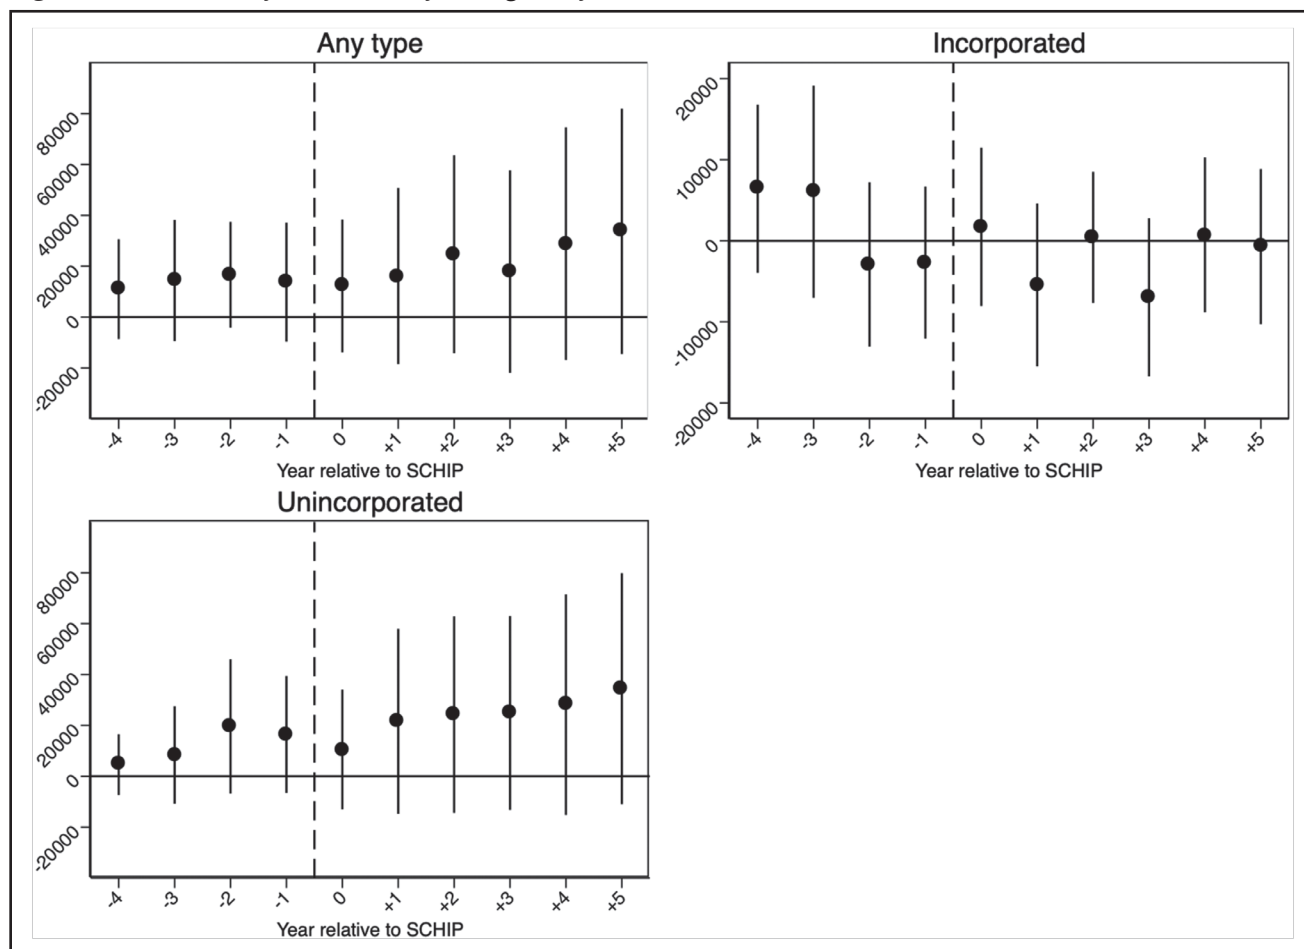 Any type
80000
60000
40000
20000
0
-20000
-4 -3 -2 -1 0 +1 +2 +3 +4 +5
Year relative to SCHIP
Incorporated
20000
10000
0
-10000
-20000
-4 -3 -2 -1 0 +1 +2 +3 +4 +5
Year relative to SCHIP
Unincorporated
80000
60000
40000
20000
0
-20000
-4 -3 -2 -1 0 +1 +2 +3 +4 +5
Year relative to SCHIP